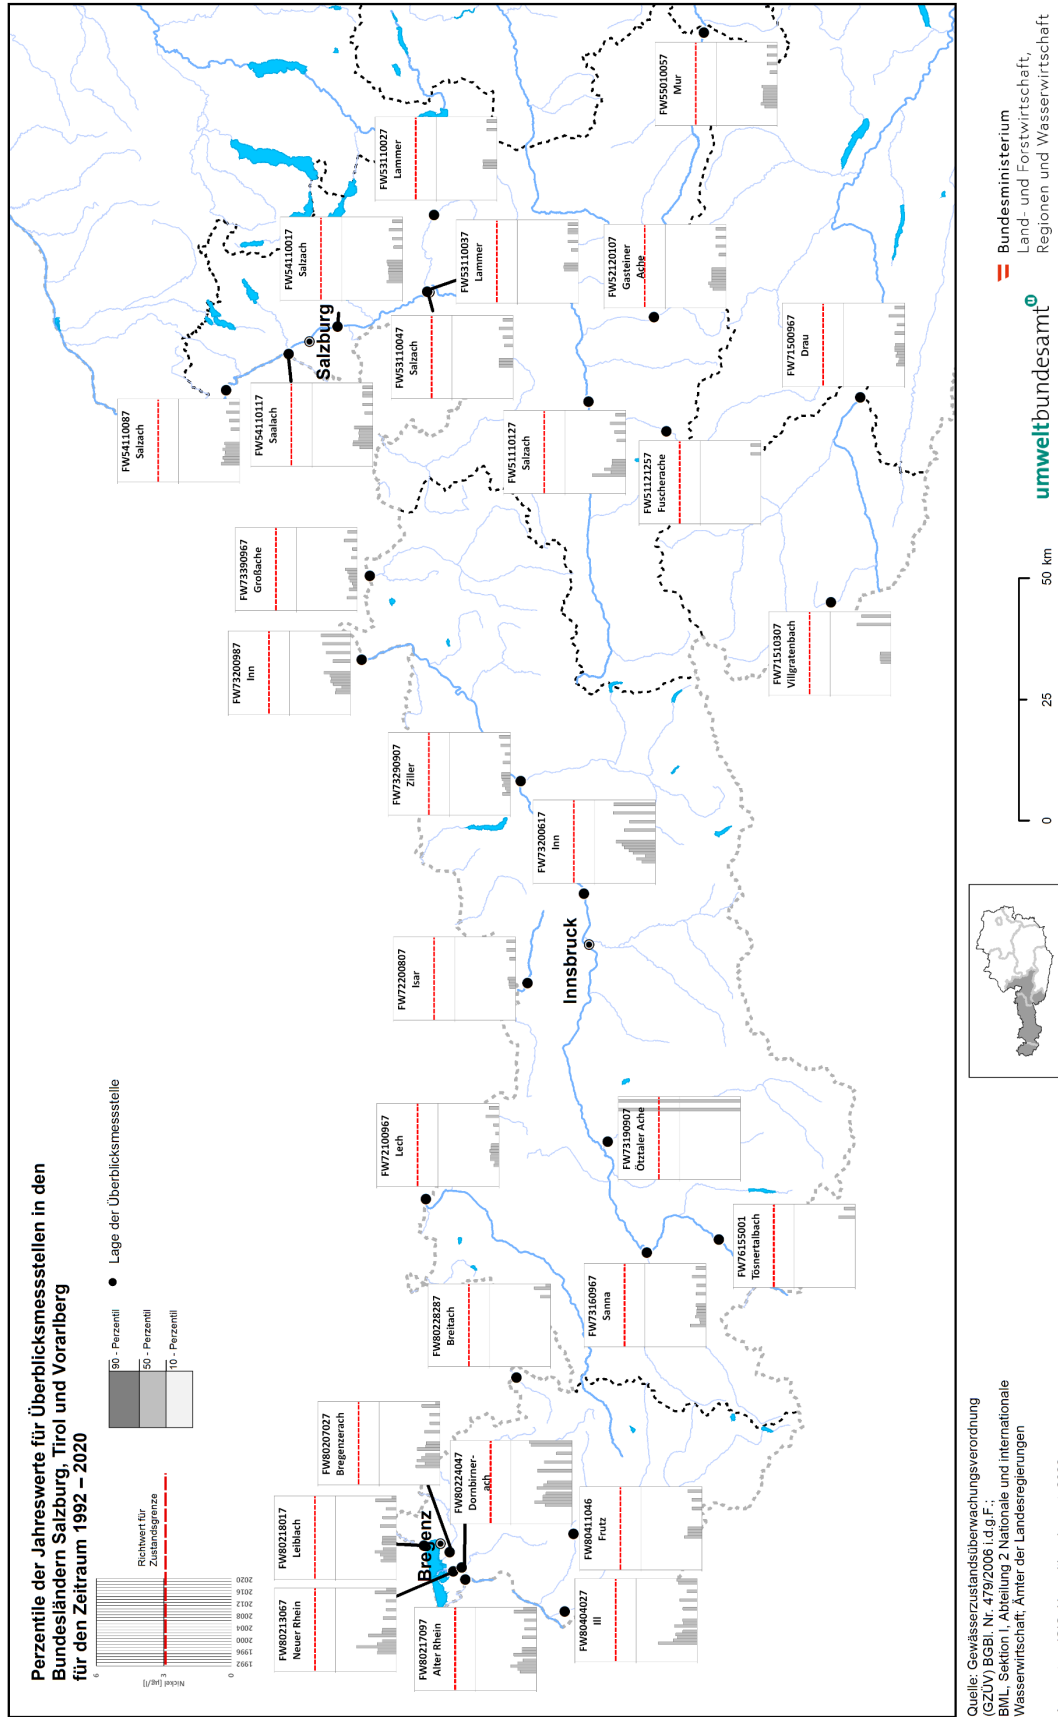 Perzentile der Jahreswerte für Überblicksmessstellen in den
Bundesländern Salzburg, Tirol und Vorarlberg
für den Zeitraum 1992 – 2020
Nickel [µg/l]
6
3
0
1992
1996
2000
2004
2008
2012
2016
2020
Richtwert für
Zustandsgrenze
90 - Perzentil
50 - Perzentil
10 - Perzentil
Lage der Überblicksmessstelle
FW80213067
Neuer Rhein
FW80218017
Leiblach
FW80207027
Bregenzerach
FW80217097
Alter Rhein
Bregenz
FW80224047
Dornbirner-
ach
FW80404027
Ill
FW80411046
Frutz
FW80228287
Breitach
FW72100967
Lech
FW73160967
Sanna
FW76155001
Tösnertalbach
FW73190907
Ötztaler Ache
FW72200807
Isar
Innsbruck
FW73200617
Inn
FW73290907
Ziller
FW73200987
Inn
FW73390967
Großache
FW71510307
Villgratenbach
FW71500967
Drau
FW54110087
Salzach
FW54110117
Saalach
Salzburg
FW54110017
Salzach
FW53110047
Salzach
FW53110027
Lammer
FW53110037
Lammer
FW51110127
Salzach
FW51121257
Fuscherache
FW52120107
Gasteiner
Ache
FW55010057
Mur
Quelle: Gewässerzustandsüberwachungsverordnung
(GZÜV) BGBl. Nr. 479/2006 i.d.g.F.;
BML, Sektion I, Abteilung 2 Nationale und internationale
Wasserwirtschaft; Ämter der Landesregierungen
0
25
50 km
umweltbundesamt
Bundesministerium
Land- und Forstwirtschaft,
Regionen und Wasserwirtschaft